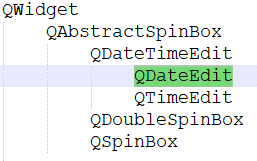 QWidget
QAbstractSpinBox
QDateTimeEdit
QDateEdit
QTimeEdit
QDoubleSpinBox
QSpinBox